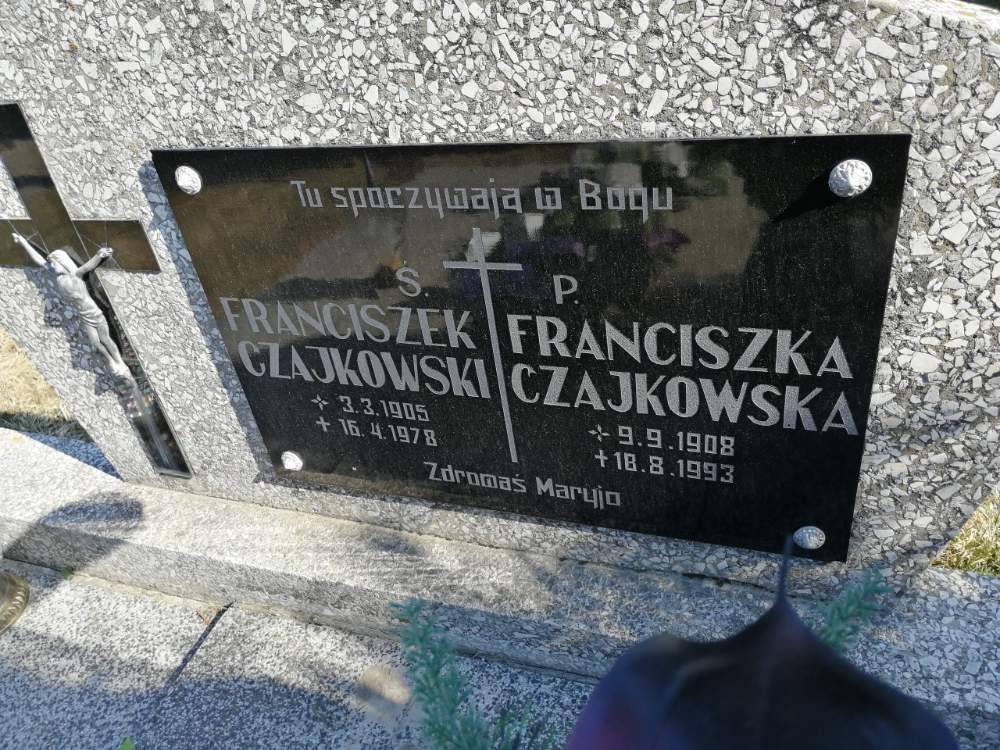 Tu spoczywają w Bogu
Ś. P.
FRANCISZEK
CZAJKOWSKI
3.3.1905
16.4.1978
FRANCISZKA
CZAJKOWSKA
9.9.1908
18.8.1993
Zdromaś Maryjo